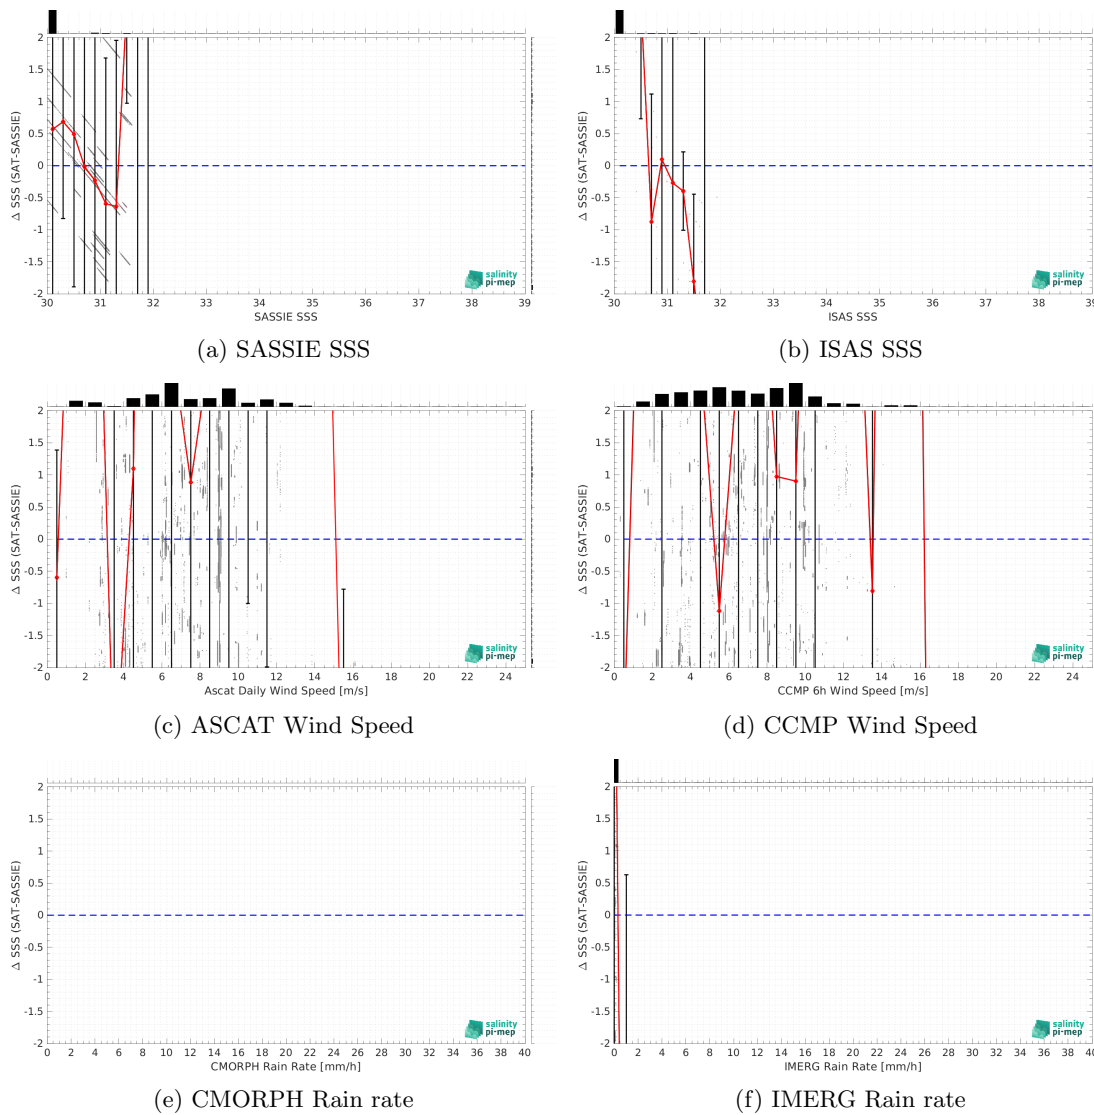 2
1.5
1
0.5
0
-0.5
-1
-1.5
-2
Δ SSS (SAT-SASSIE)
30 31 32 33 34 35 36 37 38 39
SASSIE SSS
salinity
pi-mep
(a) SASSIE SSS
2
1.5
1
0.5
0
-0.5
-1
-1.5
-2
Δ SSS (SAT-SASSIE)
30 31 32 33 34 35 36 37 38 39
ISAS SSS
salinity
pi-mep
(b) ISAS SSS
2
1.5
1
0.5
0
-0.5
-1
-1.5
-2
Δ SSS (SAT-SASSIE)
0 2 4 6 8 10 12 14 16 18 20 22 24
Ascat Daily Wind Speed [m/s]
salinity
pi-mep
(c) ASCAT Wind Speed
2
1.5
1
0.5
0
-0.5
-1
-1.5
-2
Δ SSS (SAT-SASSIE)
0 2 4 6 8 10 12 14 16 18 20 22 24
CCMP 6h Wind Speed [m/s]
salinity
pi-mep
(d) CCMP Wind Speed
2
1.5
1
0.5
0
-0.5
-1
-1.5
-2
Δ SSS (SAT-SASSIE)
0 2 4 6 8 10 12 14 16 18 20 22 24 26 28 30 32 34 36 38 40
CMORPH Rain Rate [mm/h]
salinity
pi-mep
(e) CMORPH Rain rate
2
1.5
1
0.5
0
-0.5
-1
-1.5
-2
Δ SSS (SAT-SASSIE)
0 2 4 6 8 10 12 14 16 18 20 22 24 26 28 30 32 34 36 38 40
IMERG Rain Rate [mm/h]
salinity
pi-mep
(f) IMERG Rain rate